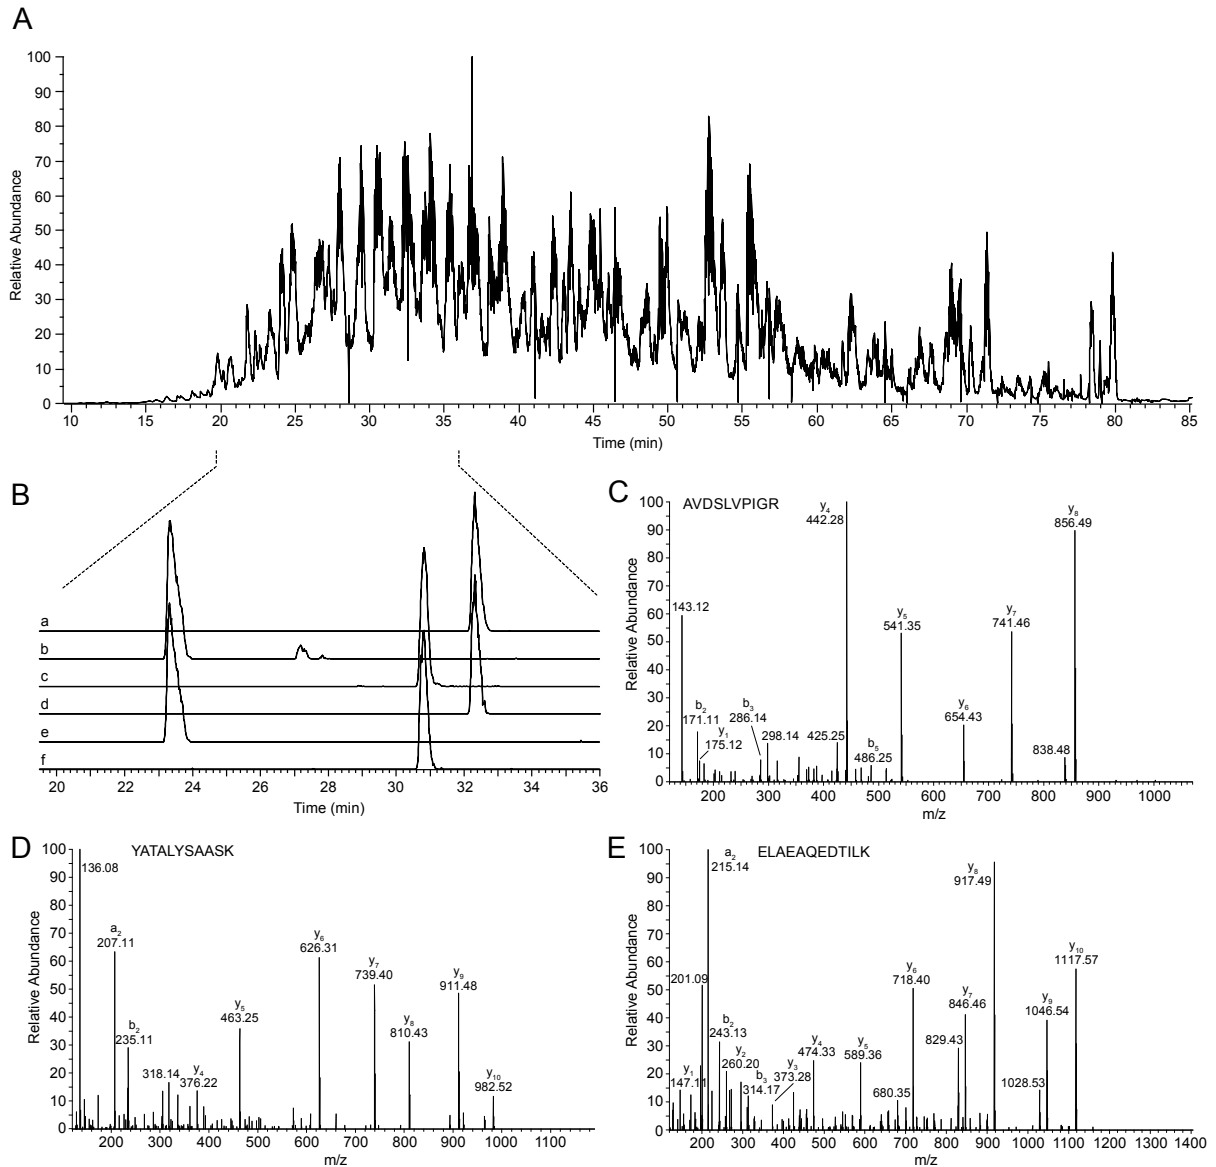 A
100
90
80
70
60
50
40
30
20
10
0
Relative Abundance
10 15 20 25 30 35 40 45 50 55 60 65 70 75 80 85
Time (min)
B
a
b
c
d
e
f
20 22 24 26 28 30 32 34 36
Time (min)
C
AVDSLVPIGR
100
90
80
70
60
50
40
30
20
10
0
Relative Abundance
143.12
b2
171.11
y1
175.12
b3
286.14
298.14
425.25
y4
442.28
b5
486.25
y5
541.35
y6
654.43
y7
741.46
838.48
y8
856.49
200 300 400 500 600 700 800 900 1000
m/z
D
YATALYSAASK
100
90
80
70
60
50
40
30
20
10
0
Relative Abundance
136.08
a2
207.11
b2
235.11
318.14
y4
376.22
y5
463.25
y6
626.31
y7
739.40
y8
810.43
y9
911.48
y10
982.52
200 300 400 500 600 700 800 900 1000 1100
m/z
E
ELAEAQEDTILK
100
90
80
70
60
50
40
30
20
10
0
Relative Abundance
y1
147.11
201.09
a2
215.14
b2
243.13
y2
260.20
b3
314.17
y3
373.28
y4
474.33
y5
589.36
680.35
y6
718.40
829.43
y7
846.46
y8
917.49
1028.53
y9
1046.54
y10
1117.57
200 300 400 500 600 700 800 900 1000 1100 1200 1300 1400
m/z